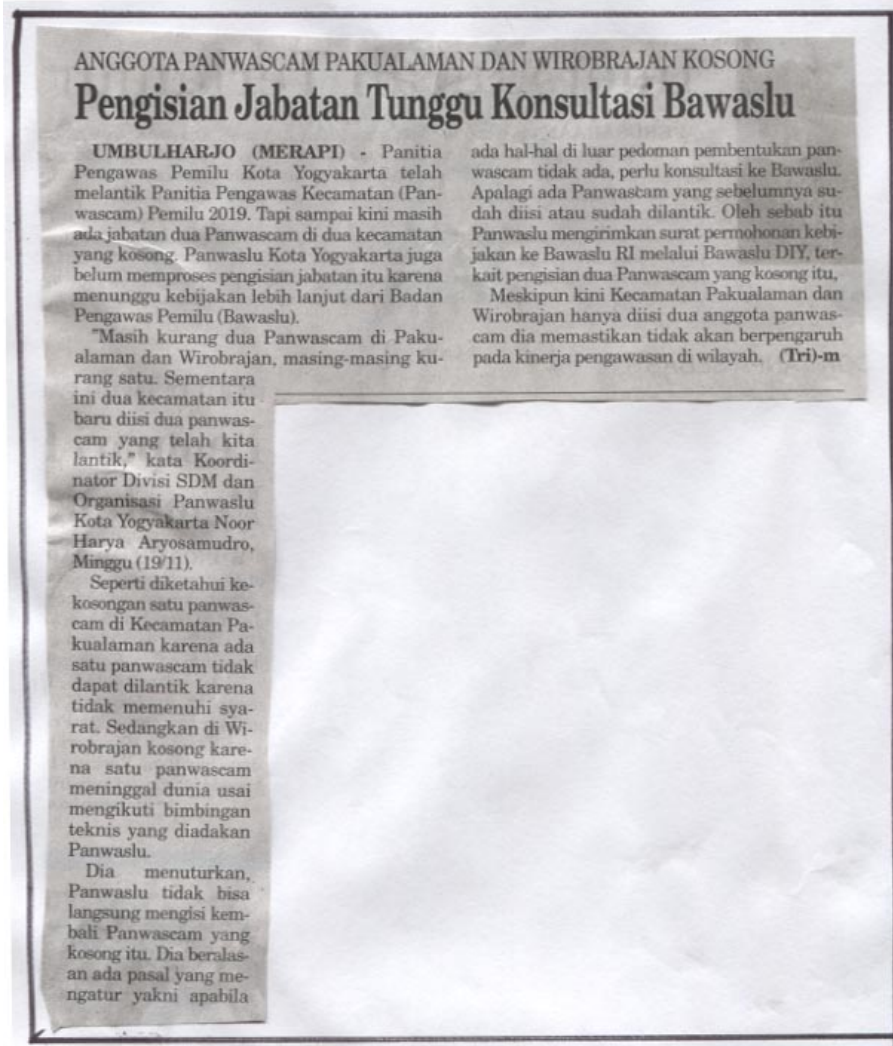 ANGGOTA PANWASCAM PAKUALAMAN DAN WIROBRAJAN KOSONG
Pengisian Jabatan Tunggu Konsultasi Bawaslu
UMBULHARJO (MERAPI) - Panitia
Pengawas Pemilu Kota Yogyakarta telah
melantik Panitia Pengawas Kecamatan (Pan-
wascam) Pemilu 2019. Tapi sampai kini masih
ada jabatan dua Panwascam di dua kecamatan
yang kosong. Panwaslu Kota Yogyakarta juga
belum memproses pengisian jabatan itu karena
menunggu kebijakan lebih lanjut dari Badan
Pengawas Pemilu (Bawaslu).
"Masih kurang dua Panwascam di Paku-
alaman dan Wirobrajan, masing-masing ku-
rang satu. Sementara
ini dua kecamatan itu
baru diisi dua panwas-
cam yang telah kita
lantik," kata Koordi-
nator Divisi SDM dan
Organisasi Panwaslu
Kota Yogyakarta Noor
Harya Aryosamudro,
Minggu (19/11).
Seperti diketahui ke-
kosongan satu panwas-
cam di Kecamatan Pa-
kualaman karena ada
satu panwascam tidak
dapat dilantik karena
tidak memenuhi sya-
rat. Sedangkan di Wi-
robrajan kosong kare-
na satu panwascam
meninggal dunia usai
mengikuti bimbingan
teknis yang diadakan
Panwaslu.
Dia menuturkan,
Panwaslu tidak bisa
langsung mengisi kem-
bali Panwascam yang
kosong itu. Dia beralas-
an ada pasal yang me-
ngatur yakni apabila
ada hal-hal di luar pedoman pembentukan pan-
wascam tidak ada, perlu konsultasi ke Bawaslu.
Apalagi ada Panwascam yang sebelumnya su-
dah diisi atau sudah dilantik. Oleh sebab itu
Panwaslu mengirimkan surat permohonan kebi-
jakan ke Bawaslu RI melalui Bawaslu DIY, ter-
kait pengisian dua Panwascam yang kosong itu,
Meskipun kini Kecamatan Pakualaman dan
Wirobrajan hanya diisi dua anggota panwas-
cam dia memastikan tidak akan berpengaruh
pada kinerja pengawasan di wilayah. (Tri)-m